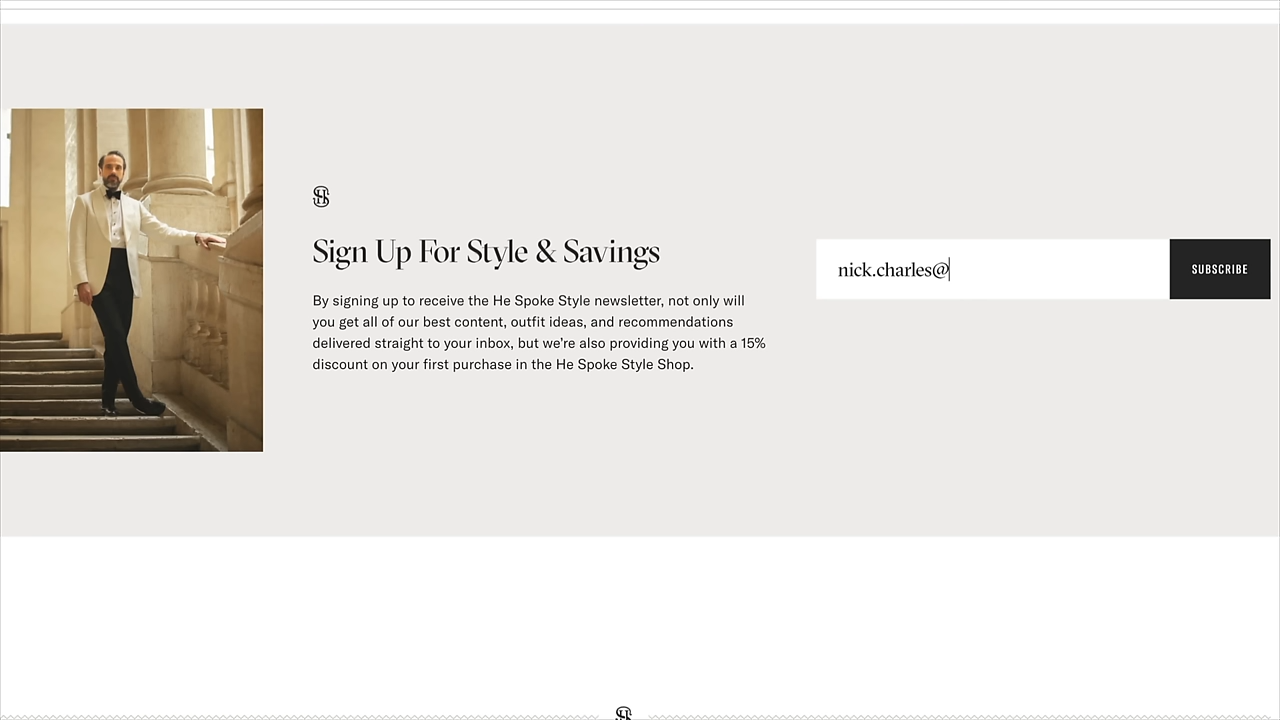 Sign Up For Style & Savings
By signing up to receive the He Spoke Style newsletter, not only will
you get all of our best content, outfit ideas, and recommendations
delivered straight to your inbox, but we're also providing you with a 15%
discount on your first purchase in the He Spoke Style Shop.
nick.charles@
SUBSCRIBE